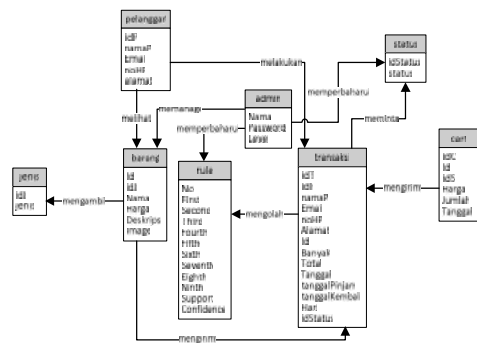 pelanggan
idP
namaP
Email
noHP
alamat
status
idStatus
status
melakukan
memperbaharui
admin
Nama
Password
Level
memanagi
memperbaharui
meminta
melihat
cart
idC
Id
idS
Harga
Jumlah
Tanggal
jenis
idJ
jenis
mengambil
barang
Id
idJ
Nama
Harga
Deskripsi
Image
rule
No
First
Second
Third
Fourth
Fifth
Sixth
Seventh
Eighth
Ninth
Support
Confidence
mengolah
transaksi
idT
idP
namaP
Email
noHP
Alamat
Id
Banyak
Total
Tanggal
tanggalPinjam
tanggalKembali
Hari
idStatus
mengirim
mengirim